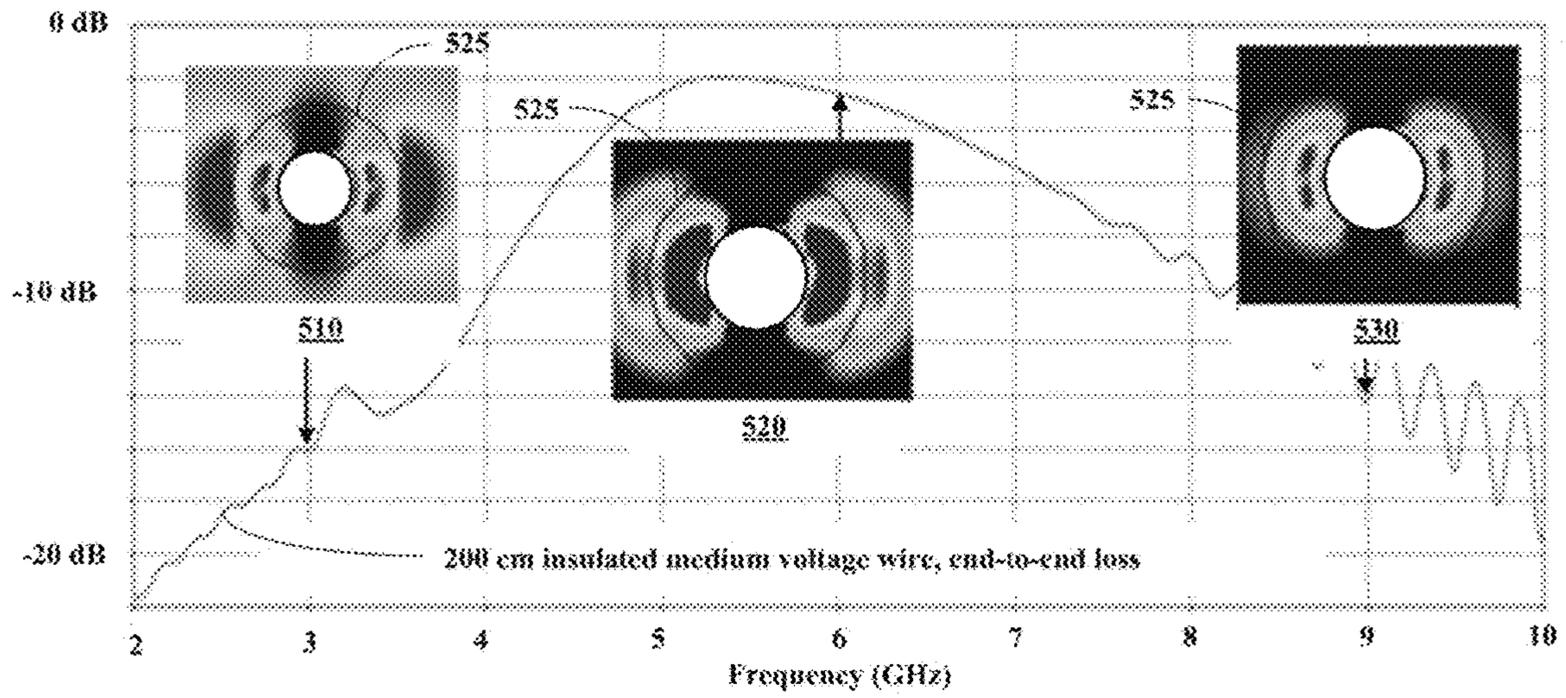 0 dB
525
525
525
-10 dB
510
530
520
-20 dB
200 cm insulated medium voltage wire, end-to-end loss
2 3 4 5 6 7 8 9 10
Frequency (GHz)